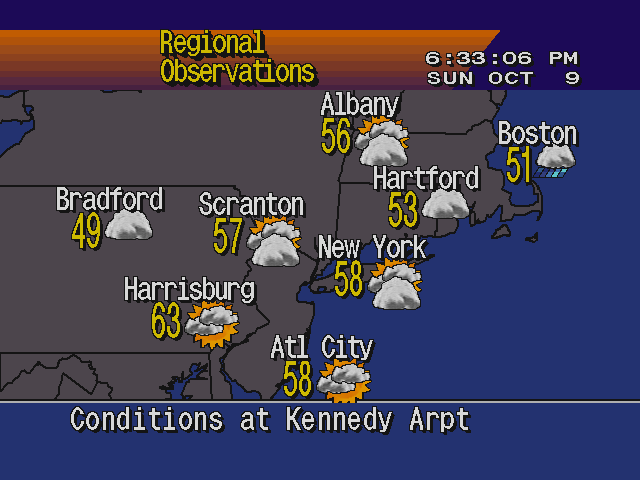 Regional
Observations
6:33:06 PM
SUN OCT 9
Albany
56
Boston
51
Hartford
53
Bradford
49
Scranton
57
New York
58
Harrisburg
63
Atl City
58
Conditions at Kennedy Arpt